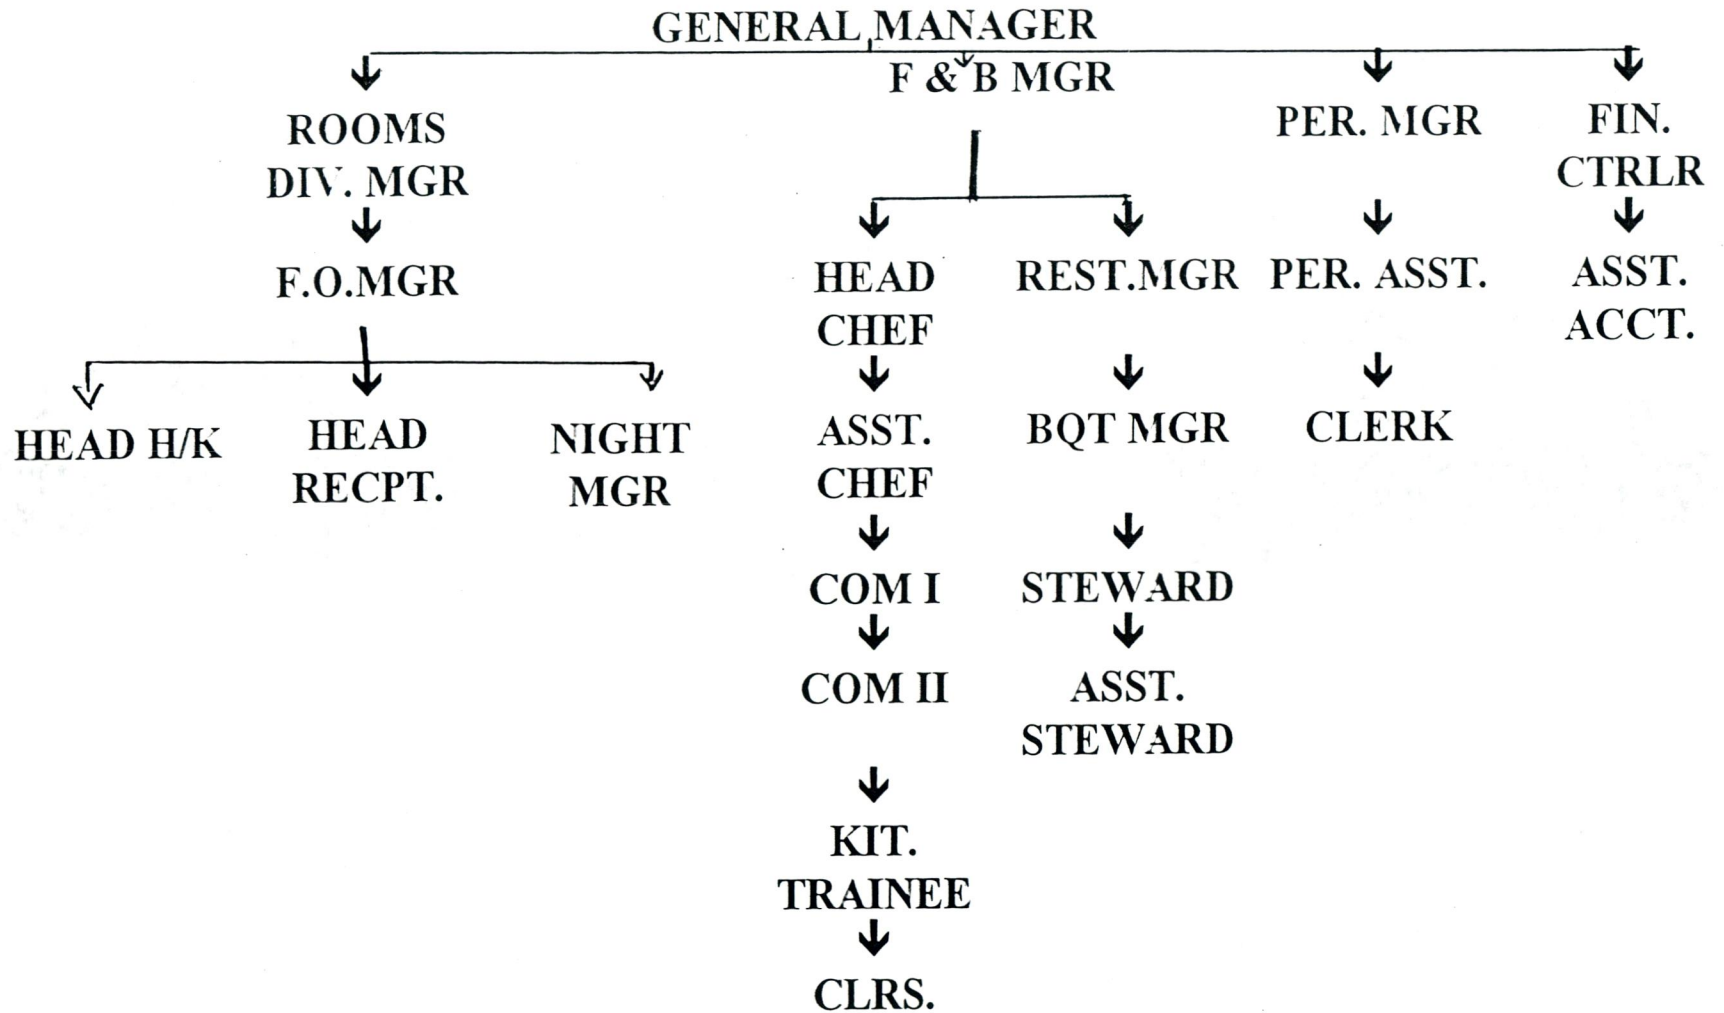 GENERAL MANAGER
F & B MGR
ROOMS
DIV. MGR
PER. MGR
FIN.
CTRLR
F.O.MGR
HEAD
CHEF
REST.MGR
PER. ASST.
ASST.
ACCT.
HEAD H/K
HEAD
RECPT.
NIGHT
MGR
ASST.
CHEF
BQT MGR
CLERK
COM I
STEWARD
COM II
ASST.
STEWARD
KIT.
TRAINEE
CLRS.